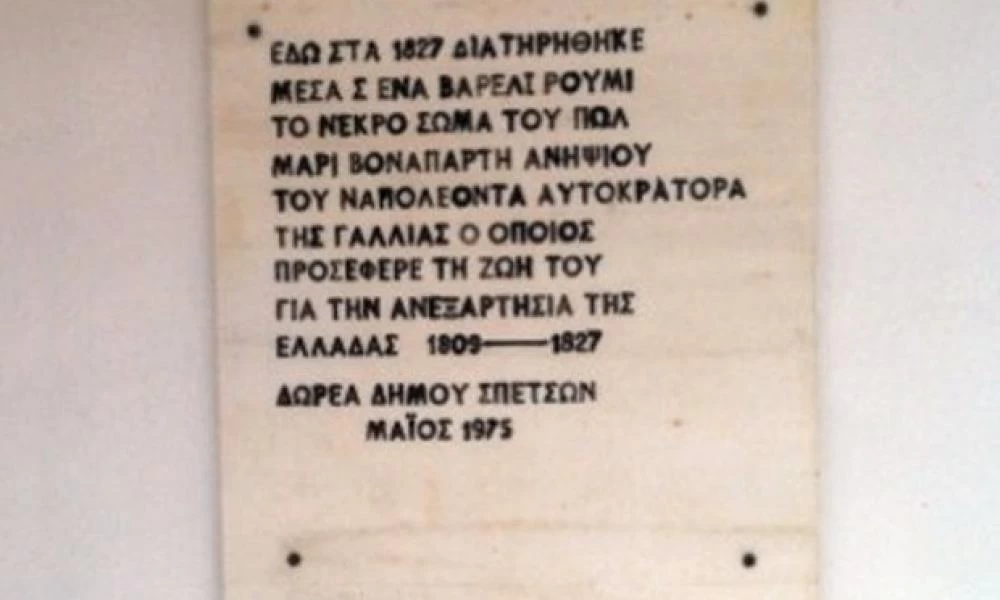 ΕΔΩ ΣΤΑ 1827 ΔΙΑΤΗΡΗΘΗΚΕ
ΜΕΣΑ Σ ΕΝΑ ΒΑΡΕΛΙ ΡΟΥΜΙ
ΤΟ ΝΕΚΡΟ ΣΩΜΑ ΤΟΥ ΠΩΛ
ΜΑΡΙ ΒΟΝΑΠΑΡΤΗ ΑΝΗΨΙΟΥ
ΤΟΥ ΝΑΠΟΛΕΟΝΤΑ ΑΥΤΟΚΡΑΤΟΡΑ
ΤΗΣ ΓΑΛΛΙΑΣ Ο ΟΠΟΙΟΣ
ΠΡΟΣΕΦΕΡΕ ΤΗ ΖΩΗ ΤΟΥ
ΓΙΑ ΤΗΝ ΑΝΕΞΑΡΤΗΣΙΑ ΤΗΣ
ΕΛΛΑΔΑΣ 1809——1827
ΔΩΡΕΑ ΔΗΜΟΥ ΣΠΕΤΣΩΝ
ΜΑΪΟΣ 1975